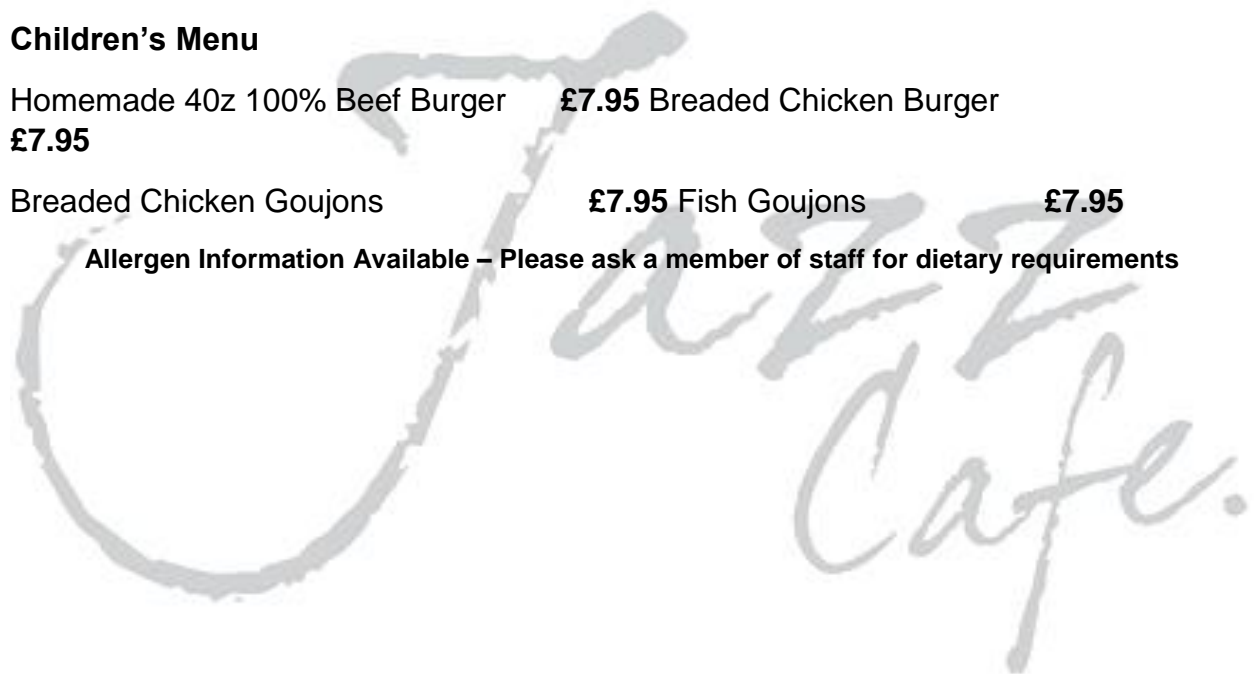 Children’s Menu
Homemade 40z 100% Beef Burger £7.95 Breaded Chicken Burger
£7.95
Breaded Chicken Goujons £7.95 Fish Goujons £7.95
Allergen Information Available – Please ask a member of staff for dietary requirements
Jazz
Cafe.